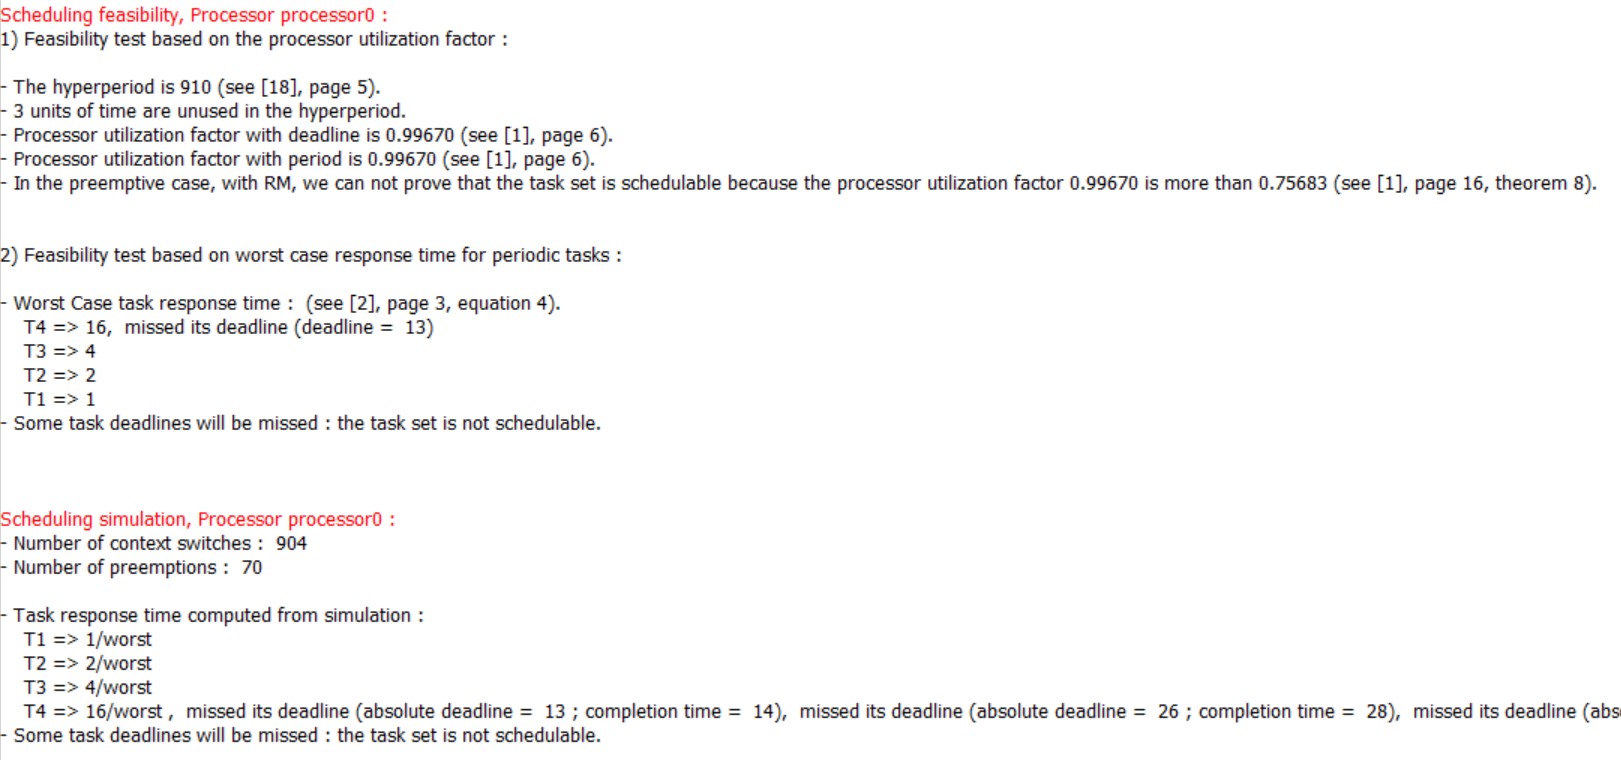 Scheduling feasibility, Processor processor0 :
1) Feasibility test based on the processor utilization factor :
- The hyperperiod is 910 (see [18], page 5).
- 3 units of time are unused in the hyperperiod.
- Processor utilization factor with deadline is 0.99670 (see [1], page 6).
- Processor utilization factor with period is 0.99670 (see [1], page 6).
- In the preemptive case, with RM, we can not prove that the task set is schedulable because the processor utilization factor 0.99670 is more than 0.75683 (see [1], page 16, theorem 8).
2) Feasibility test based on worst case response time for periodic tasks :
- Worst Case task response time :  (see [2], page 3, equation 4).
T4 => 16,  missed its deadline (deadline =  13)
T3 => 4
T2 => 2
T1 => 1
- Some task deadlines will be missed : the task set is not schedulable.
Scheduling simulation, Processor processor0 :
- Number of context switches :  904
- Number of preemptions :  70
- Task response time computed from simulation :
T1 => 1/worst
T2 => 2/worst
T3 => 4/worst
T4 => 16/worst ,  missed its deadline (absolute deadline =  13 ; completion time =  14),  missed its deadline (absolute deadline =  26 ; completion time =  28),  missed its deadline (abs
- Some task deadlines will be missed : the task set is not schedulable.